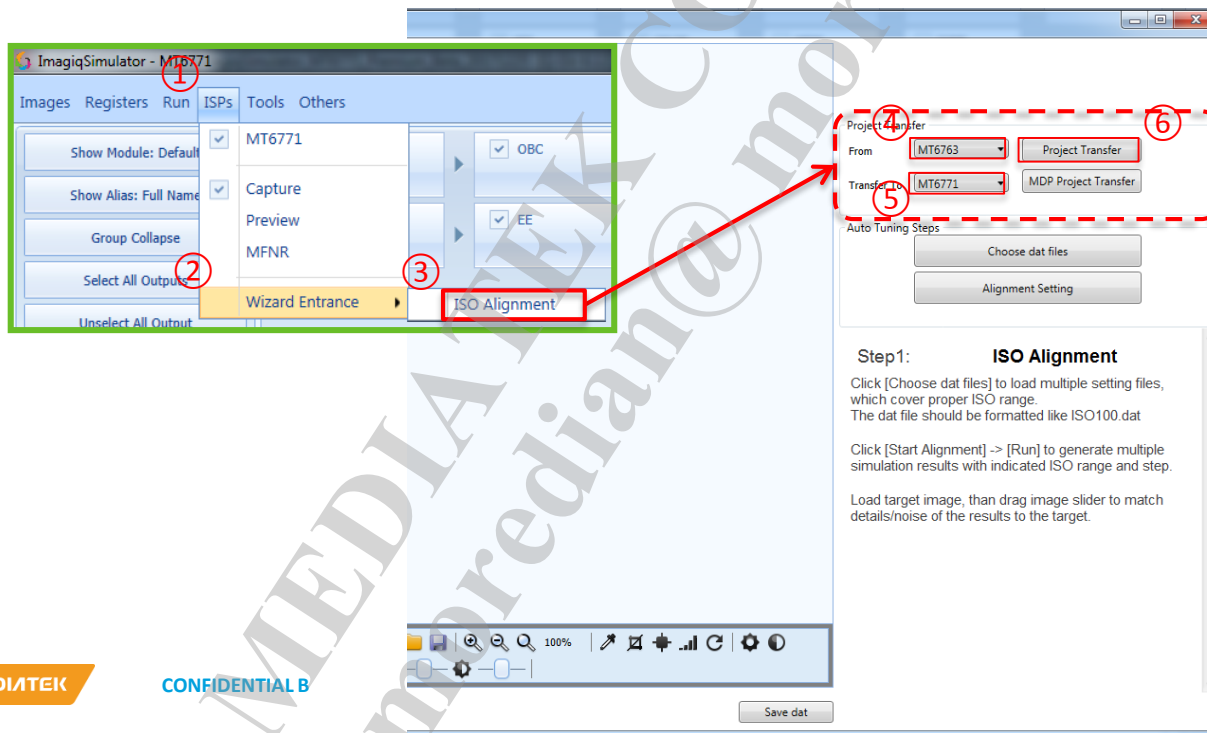 ImagiqSimulator - MT6771
①
Images Registers Run ISPs Tools Others
Show Module: Default
Show Alias: Full Name
Group Collapse
Select All Outputs
Unselect All Output
MT6771
Capture
Preview
MFNR
②
Wizard Entrance
③
ISO Alignment
OBC
EE
Project Transfer
④
⑥
From
MT6763
Project Transfer
Transfer To
MT6771
MDP Project Transfer
⑤
Auto Tuning Steps
Choose dat files
Alignment Setting
Step1: ISO Alignment
Click [Choose dat files] to load multiple setting files,
which cover proper ISO range.
The dat file should be formatted like ISO100.dat
Click [Start Alignment] -> [Run] to generate multiple
simulation results with indicated ISO range and step.
Load target image, than drag image slider to match
details/noise of the results to the target.
100%
Save dat
CONFIDENTIAL B